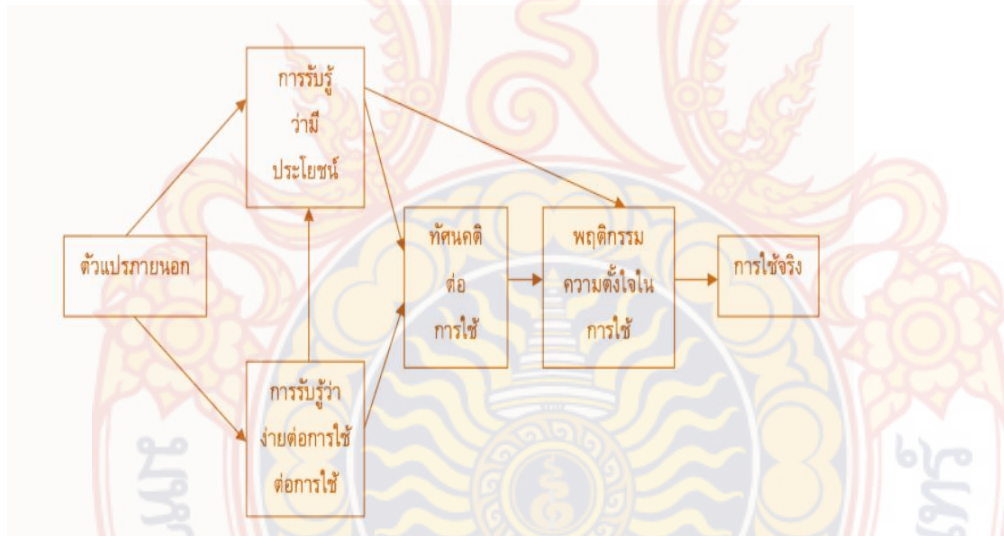 การรับรู้
ว่ามี
ประโยชน์
ตัวแปรภายนอก
การรับรู้ว่า
ง่ายต่อการใช้
ต่อการใช้
ทัศนคติ
ต่อ
การใช้
พฤติกรรม
ความตั้งใจใน
การใช้
การใช้จริง